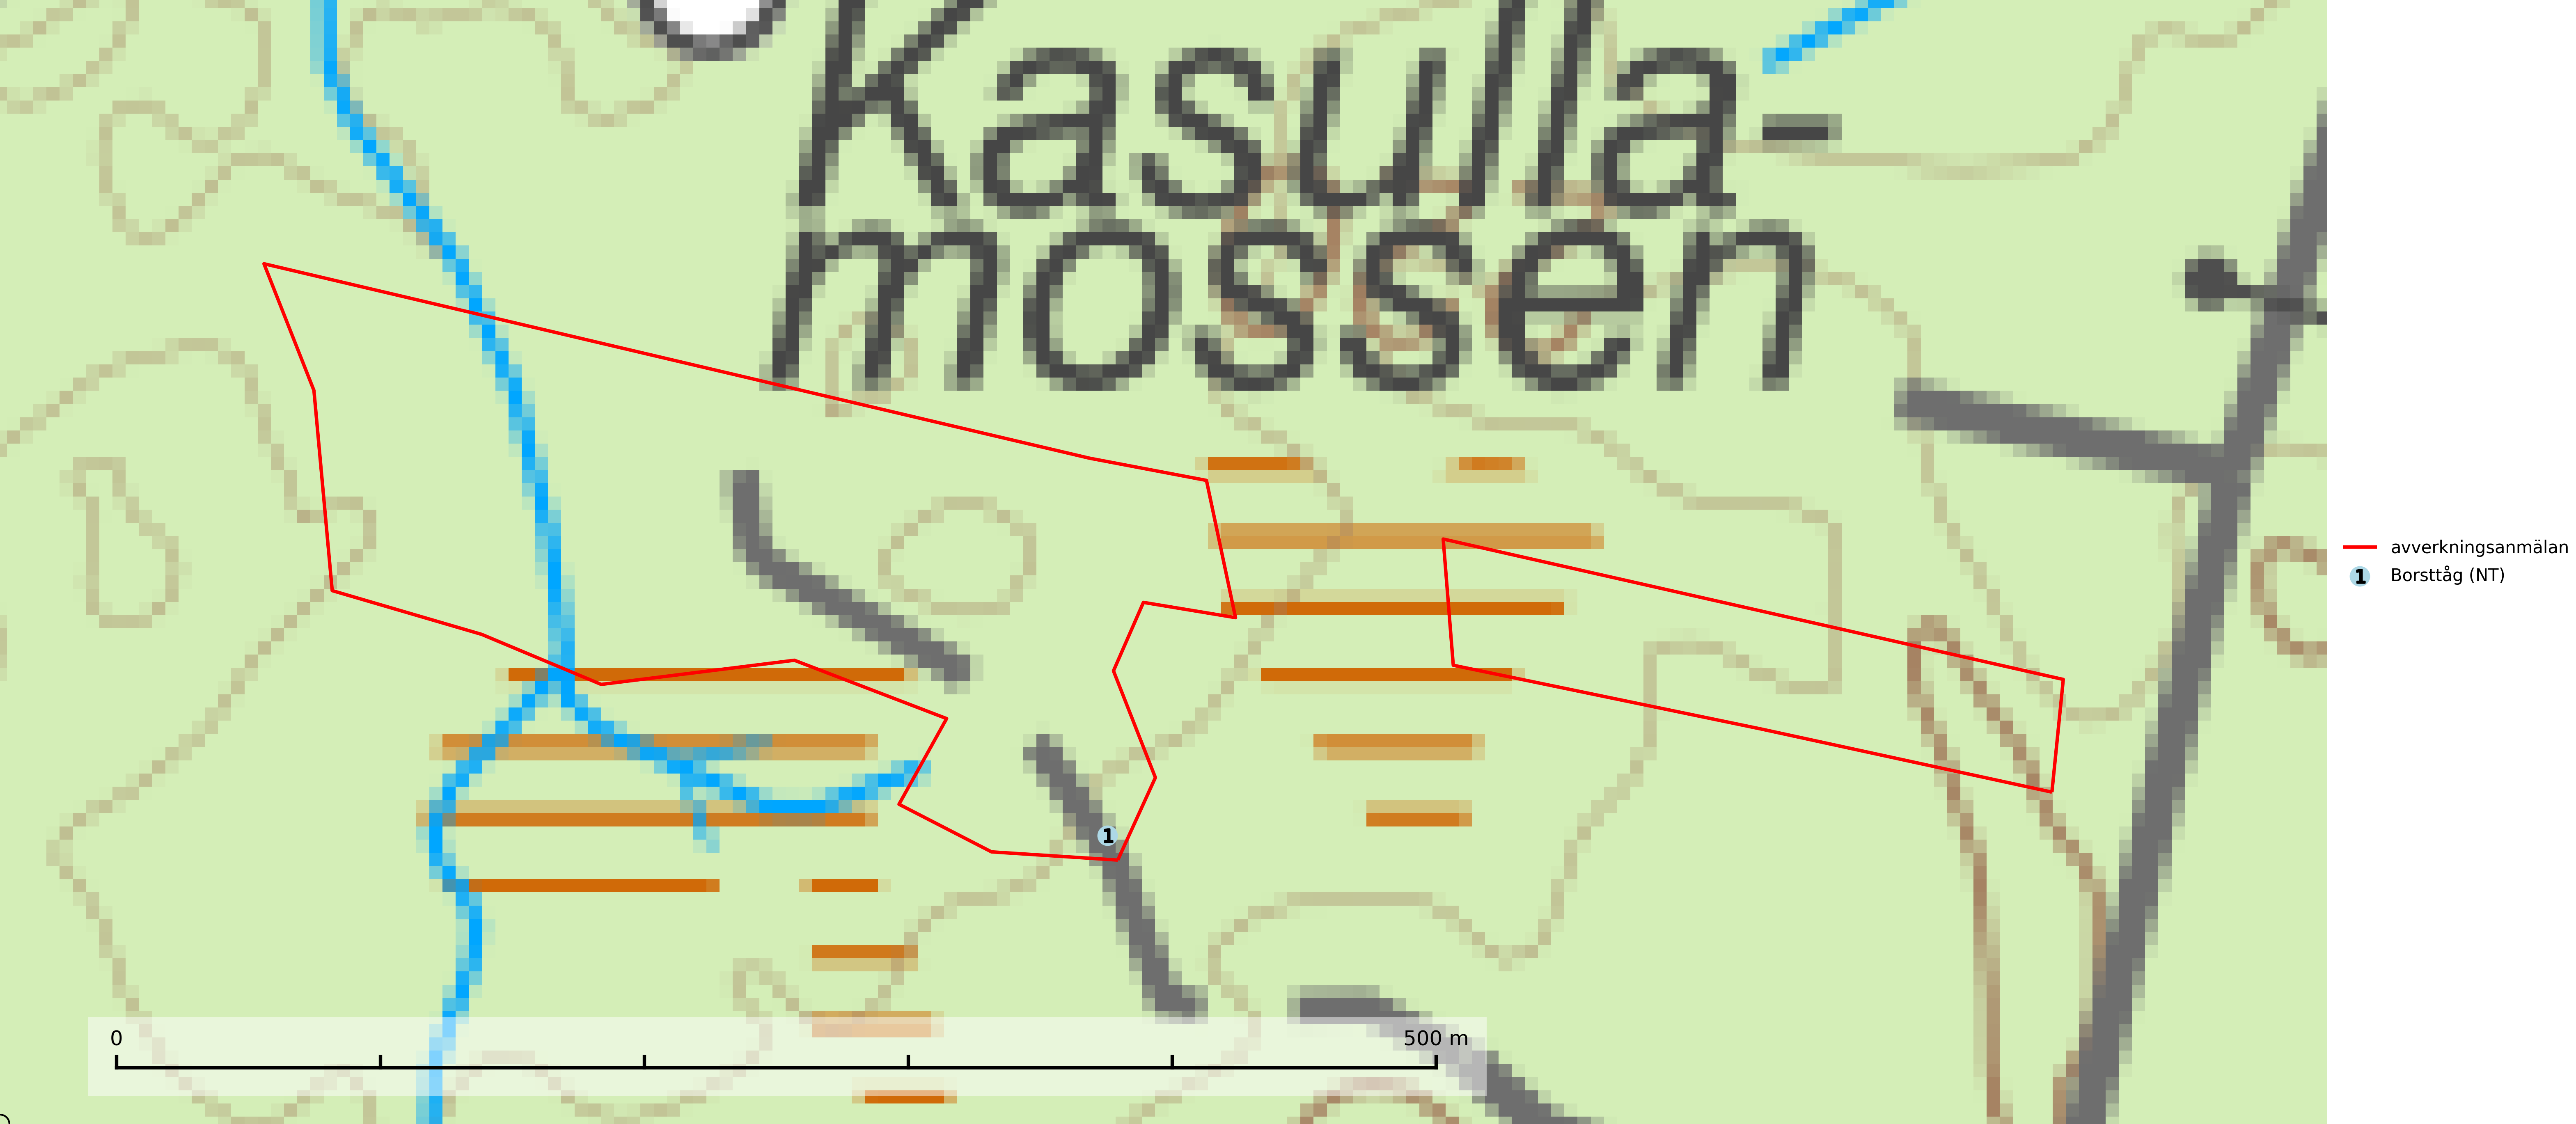 Kasulla-
mossen
avverkningsanmälan
1 Borsttåg (NT)
1
0 500 m